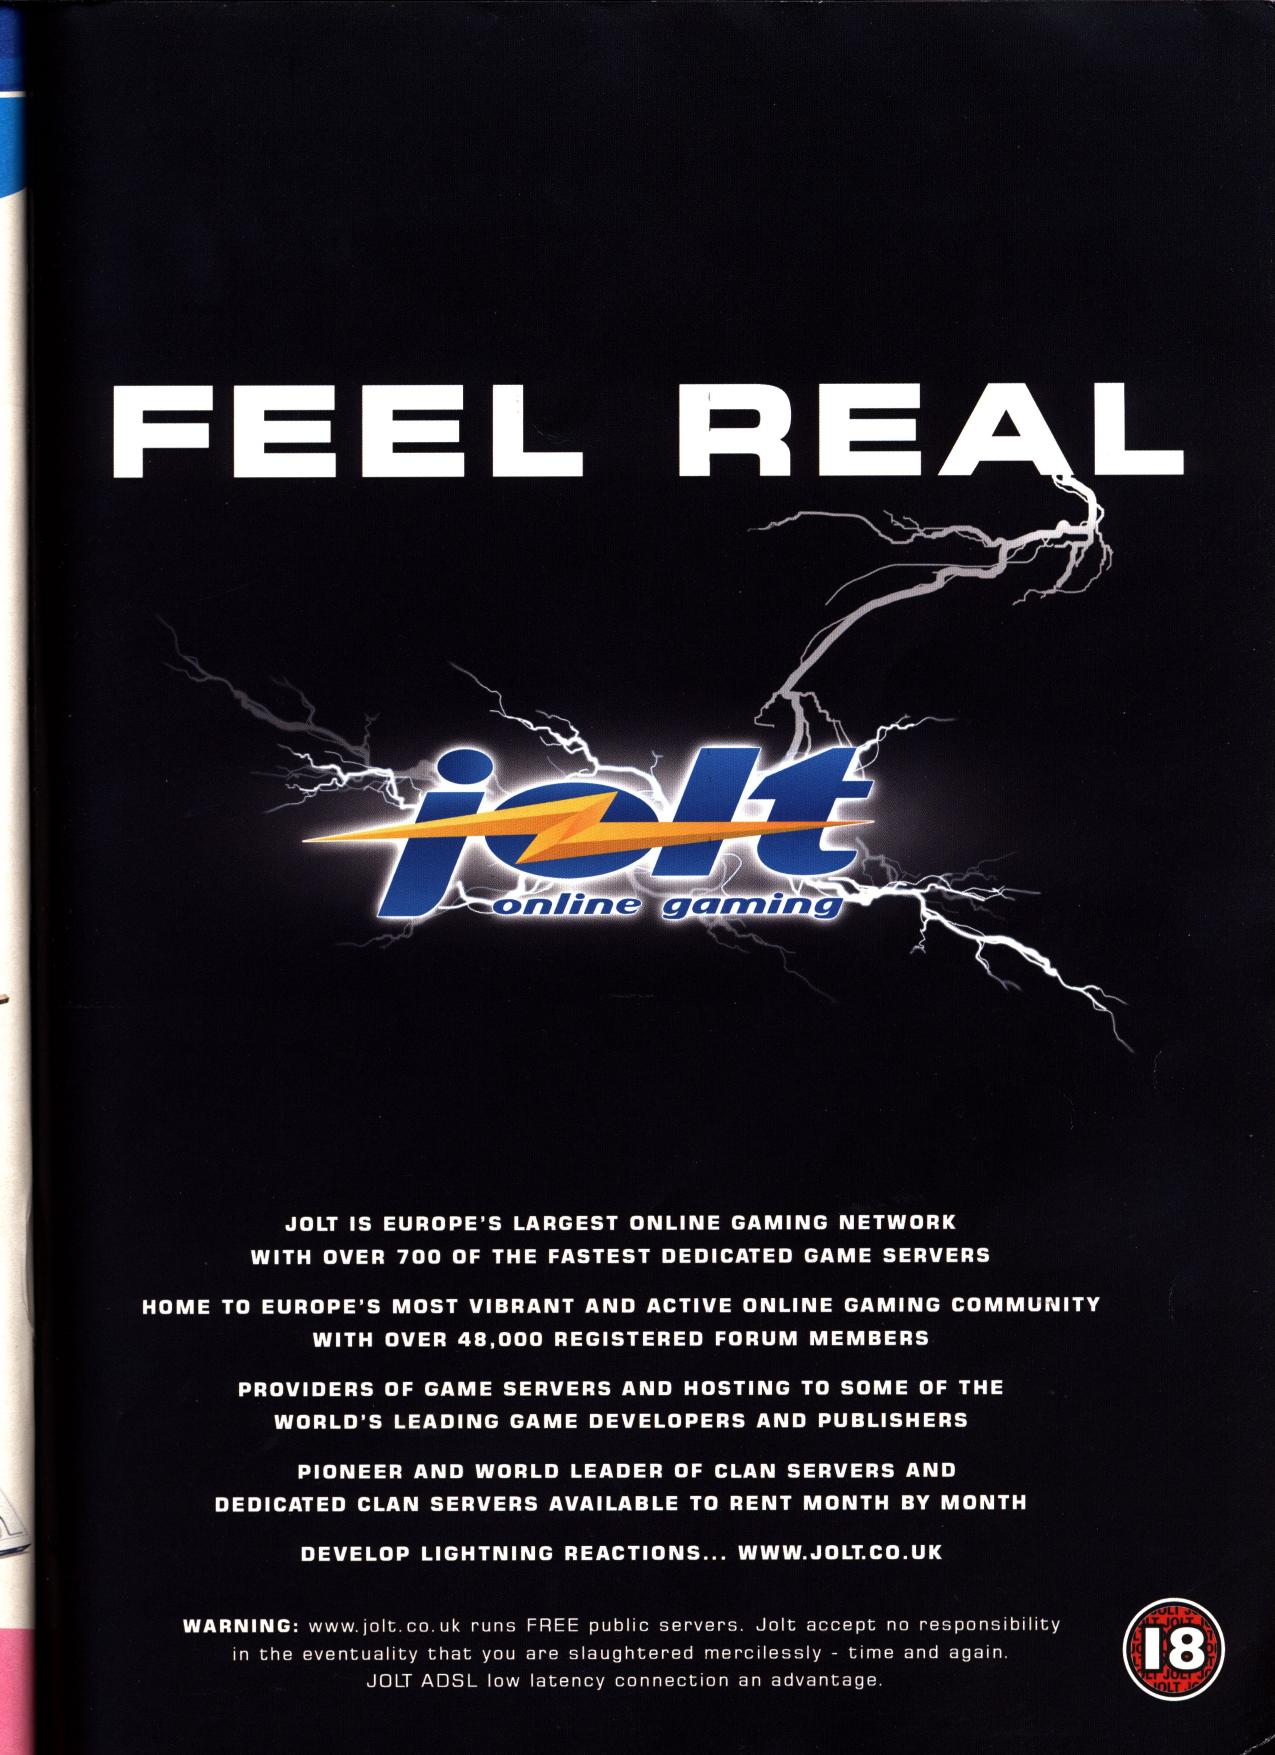 FEEL REAL
jolt
online gaming
JOLT IS EUROPE'S LARGEST ONLINE GAMING NETWORK
WITH OVER 700 OF THE FASTEST DEDICATED GAME SERVERS
HOME TO EUROPE'S MOST VIBRANT AND ACTIVE ONLINE GAMING COMMUNITY
WITH OVER 48,000 REGISTERED FORUM MEMBERS
PROVIDERS OF GAME SERVERS AND HOSTING TO SOME OF THE
WORLD'S LEADING GAME DEVELOPERS AND PUBLISHERS
PIONEER AND WORLD LEADER OF CLAN SERVERS AND
DEDICATED CLAN SERVERS AVAILABLE TO RENT MONTH BY MONTH
DEVELOP LIGHTNING REACTIONS... WWW.JOLT.CO.UK
WARNING: www.jolt.co.uk runs FREE public servers. Jolt accept no responsibility
in the eventuality that you are slaughtered mercilessly - time and again.
JOLT ADSL low latency connection an advantage.
18